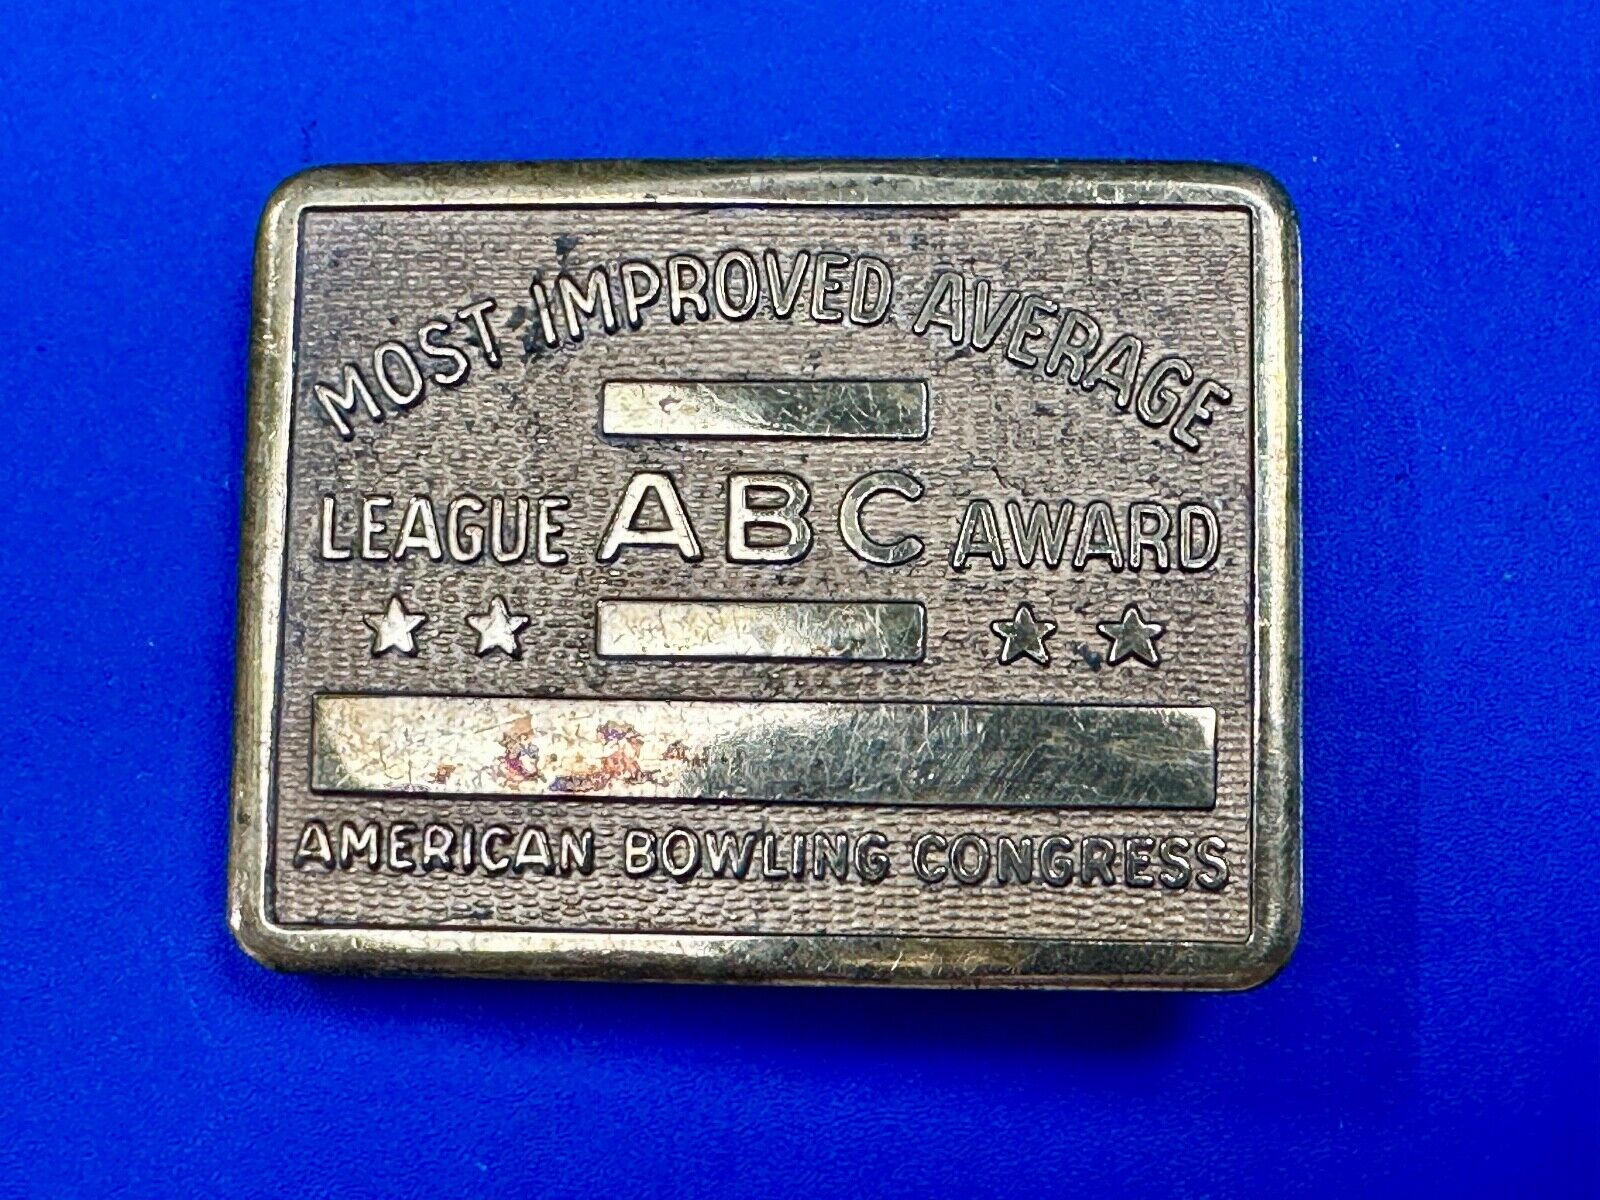 MOST IMPROVED AVERAGE
LEAGUE ABC AWARD
AMERICAN BOWLING CONGRESS